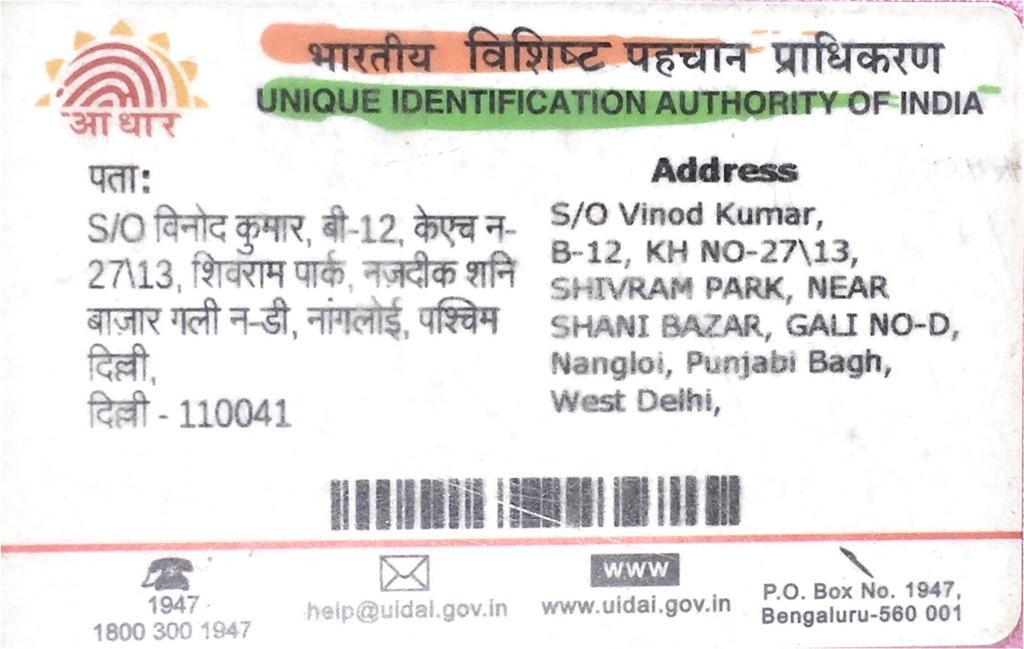 भारतीय विशिष्ट पहचान प्राधिकरण
UNIQUE IDENTIFICATION AUTHORITY OF INDIA
आधार
पता:
S/O विनोद कुमार, बी-12, केएच न-
27\13, शिवराम पार्क, नज़दीक शनि
बाज़ार गली न-डी, नांगलोई, पश्चिम
दिल्ली,
दिल्ली - 110041
Address
S/O Vinod Kumar,
B-12, KH NO-27\13,
SHIVRAM PARK, NEAR
SHANI BAZAR, GALI NO-D,
Nangloi, Punjabi Bagh,
West Delhi,
1947
1800 300 1947
help@uidai.gov.in
WWW
www.uidai.gov.in
P.O. Box No. 1947,
Bengaluru-560 001